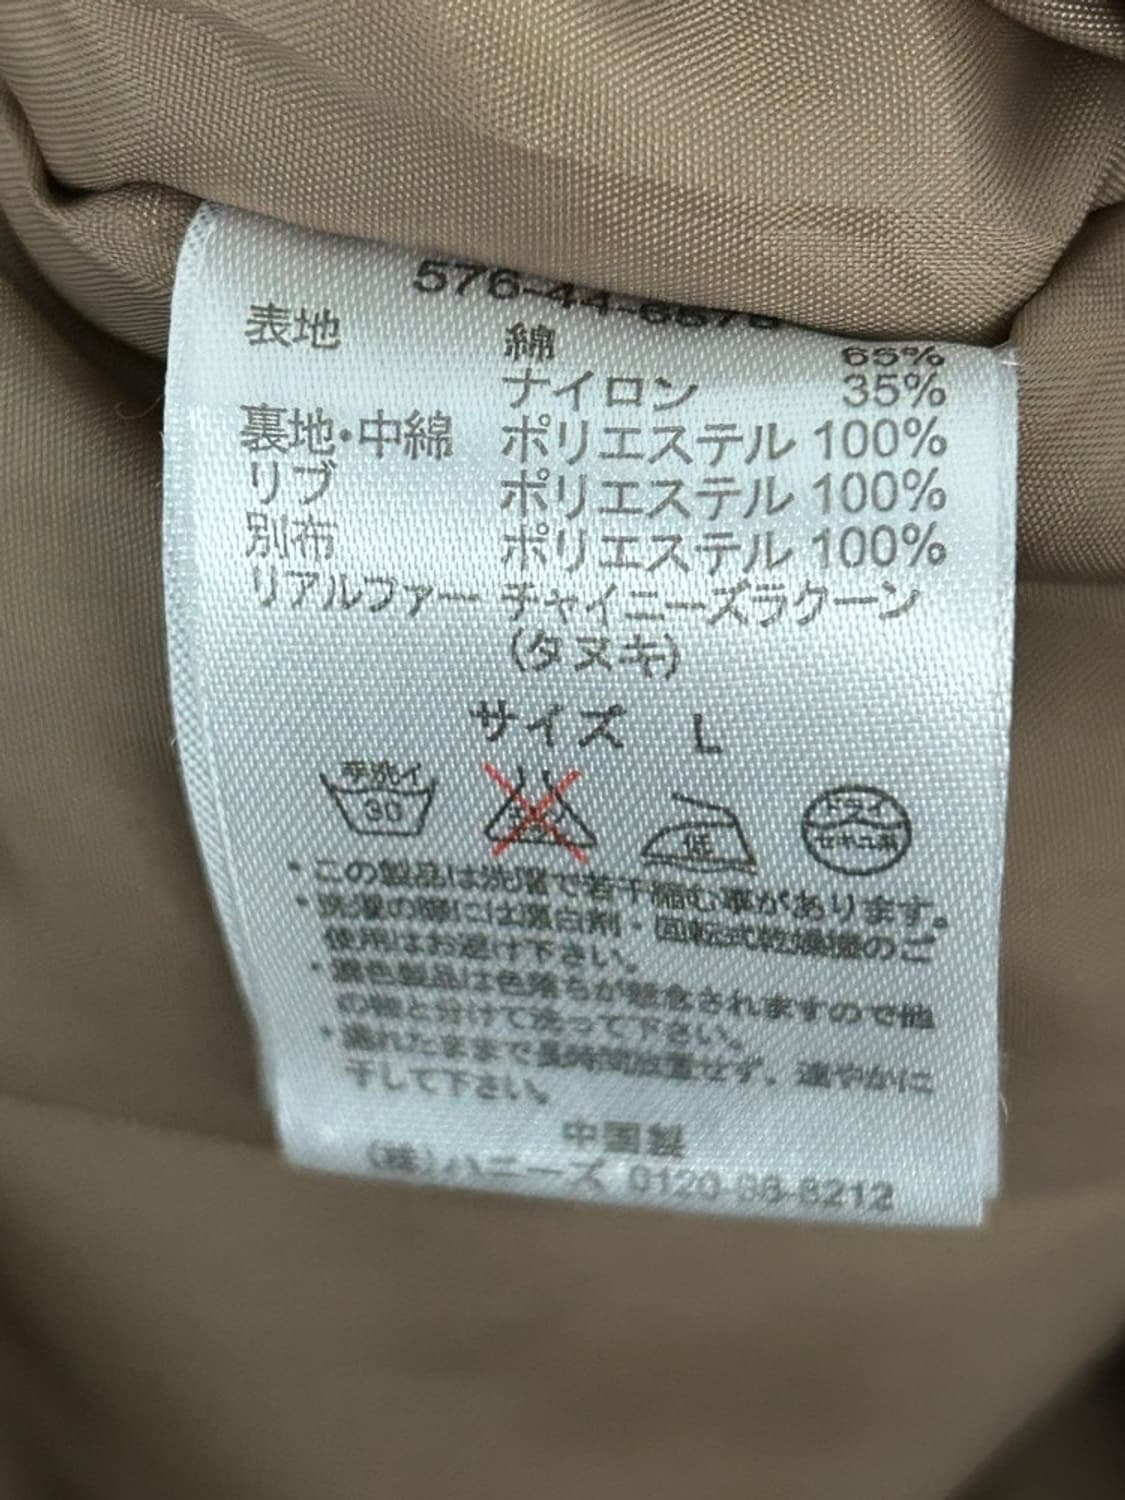 576-44-6578
表地 綿 65%
ナイロン 35%
裏地・中綿 ポリエステル 100%
リブ ポリエステル 100%
別布 ポリエステル 100%
リアルファー チャイニーズラクーン
(タヌキ)
サイズ L
手洗イ 30 低 ドライ セキユ系
・この製品は洗濯で若干縮む事があります。
・洗濯の際には漂白剤・回転式乾燥機のご
使用はお避け下さい。
・濃色製品は色落ちが懸念されますので他
の物と分けて洗って下さい。
・濡れたままで長時間放置せず、速やかに
干して下さい。
中国製
(株)ハニーズ 0120-98-8212